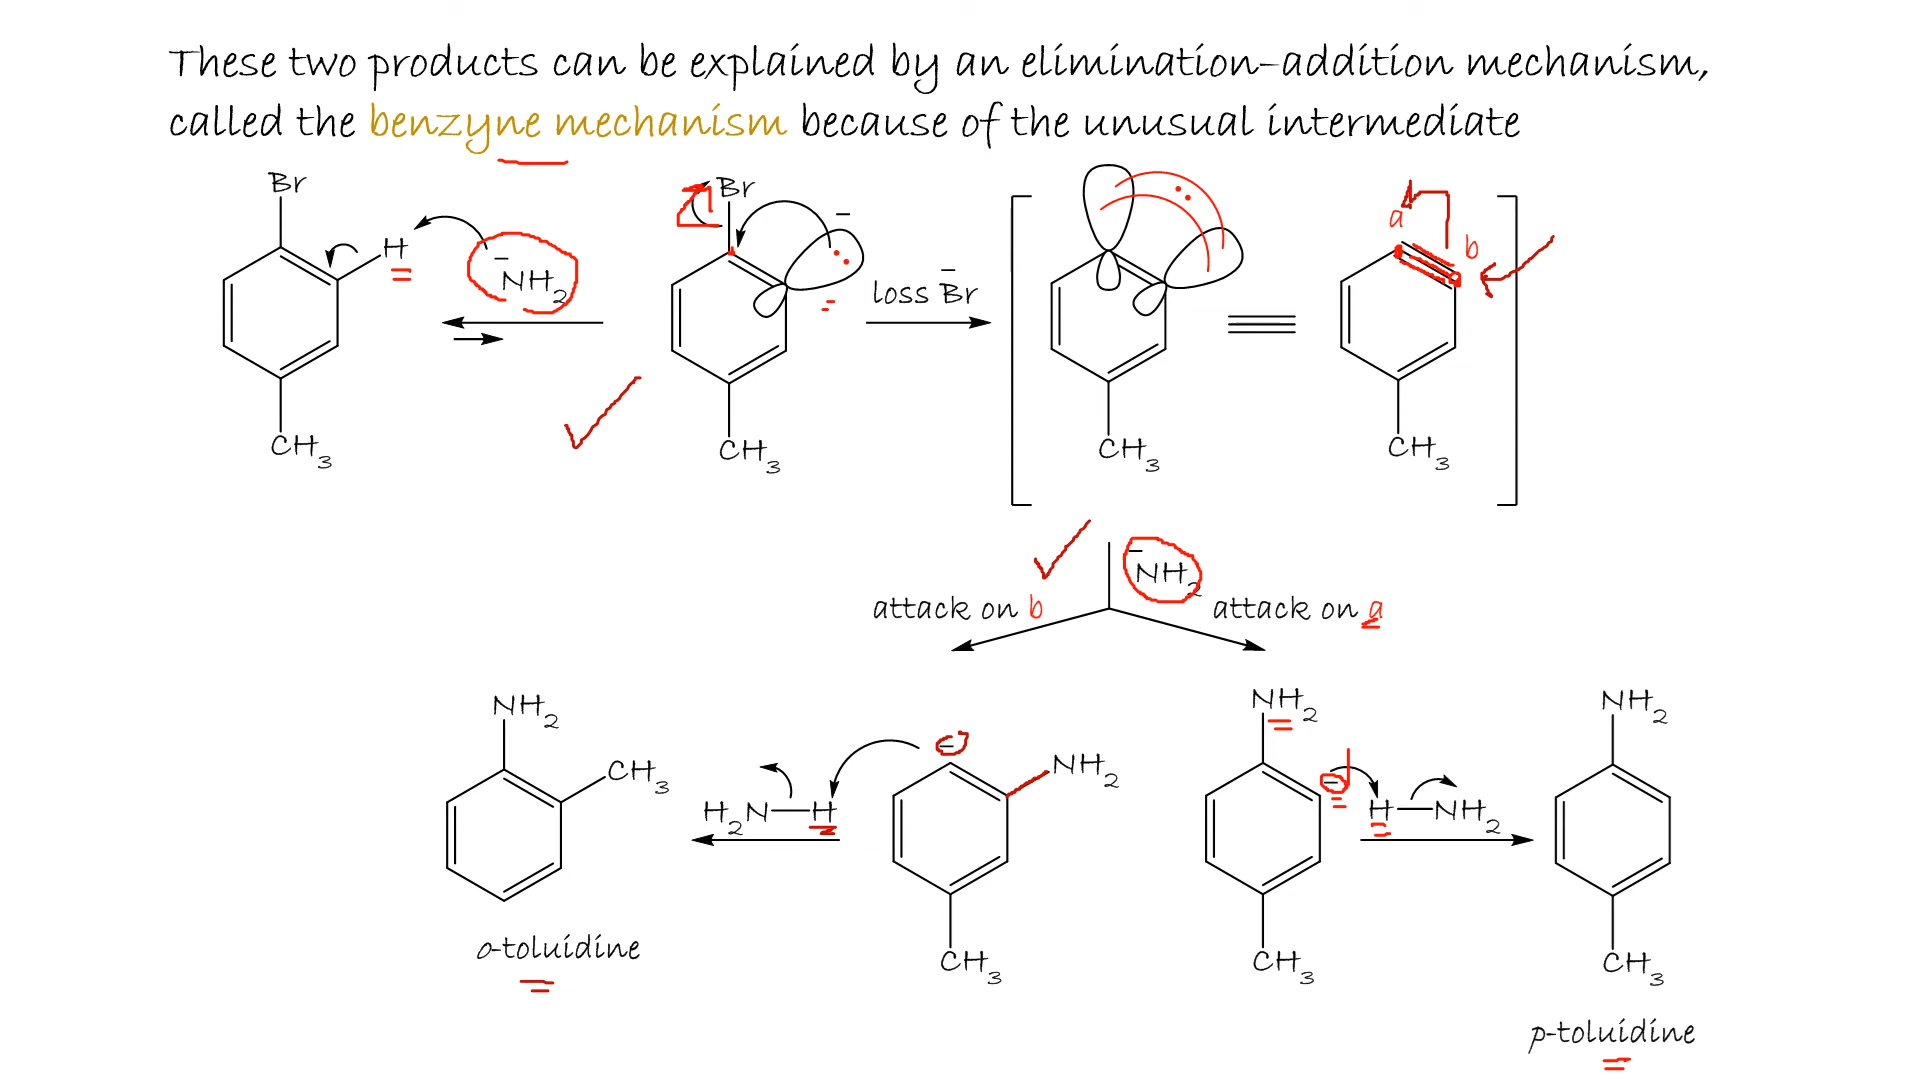 These two products can be explained by an elimination–addition mechanism,
called the benzyne mechanism because of the unusual intermediate
Br
H
−NH2
CH3
Br
−
CH3
loss B̄r
CH3
a
b
CH3
−NH2
attack on b
attack on a
NH2
CH3
o-toluidine
H2N—H
−
NH2
CH3
NH2
−
H—NH2
CH3
NH2
CH3
p-toluidine